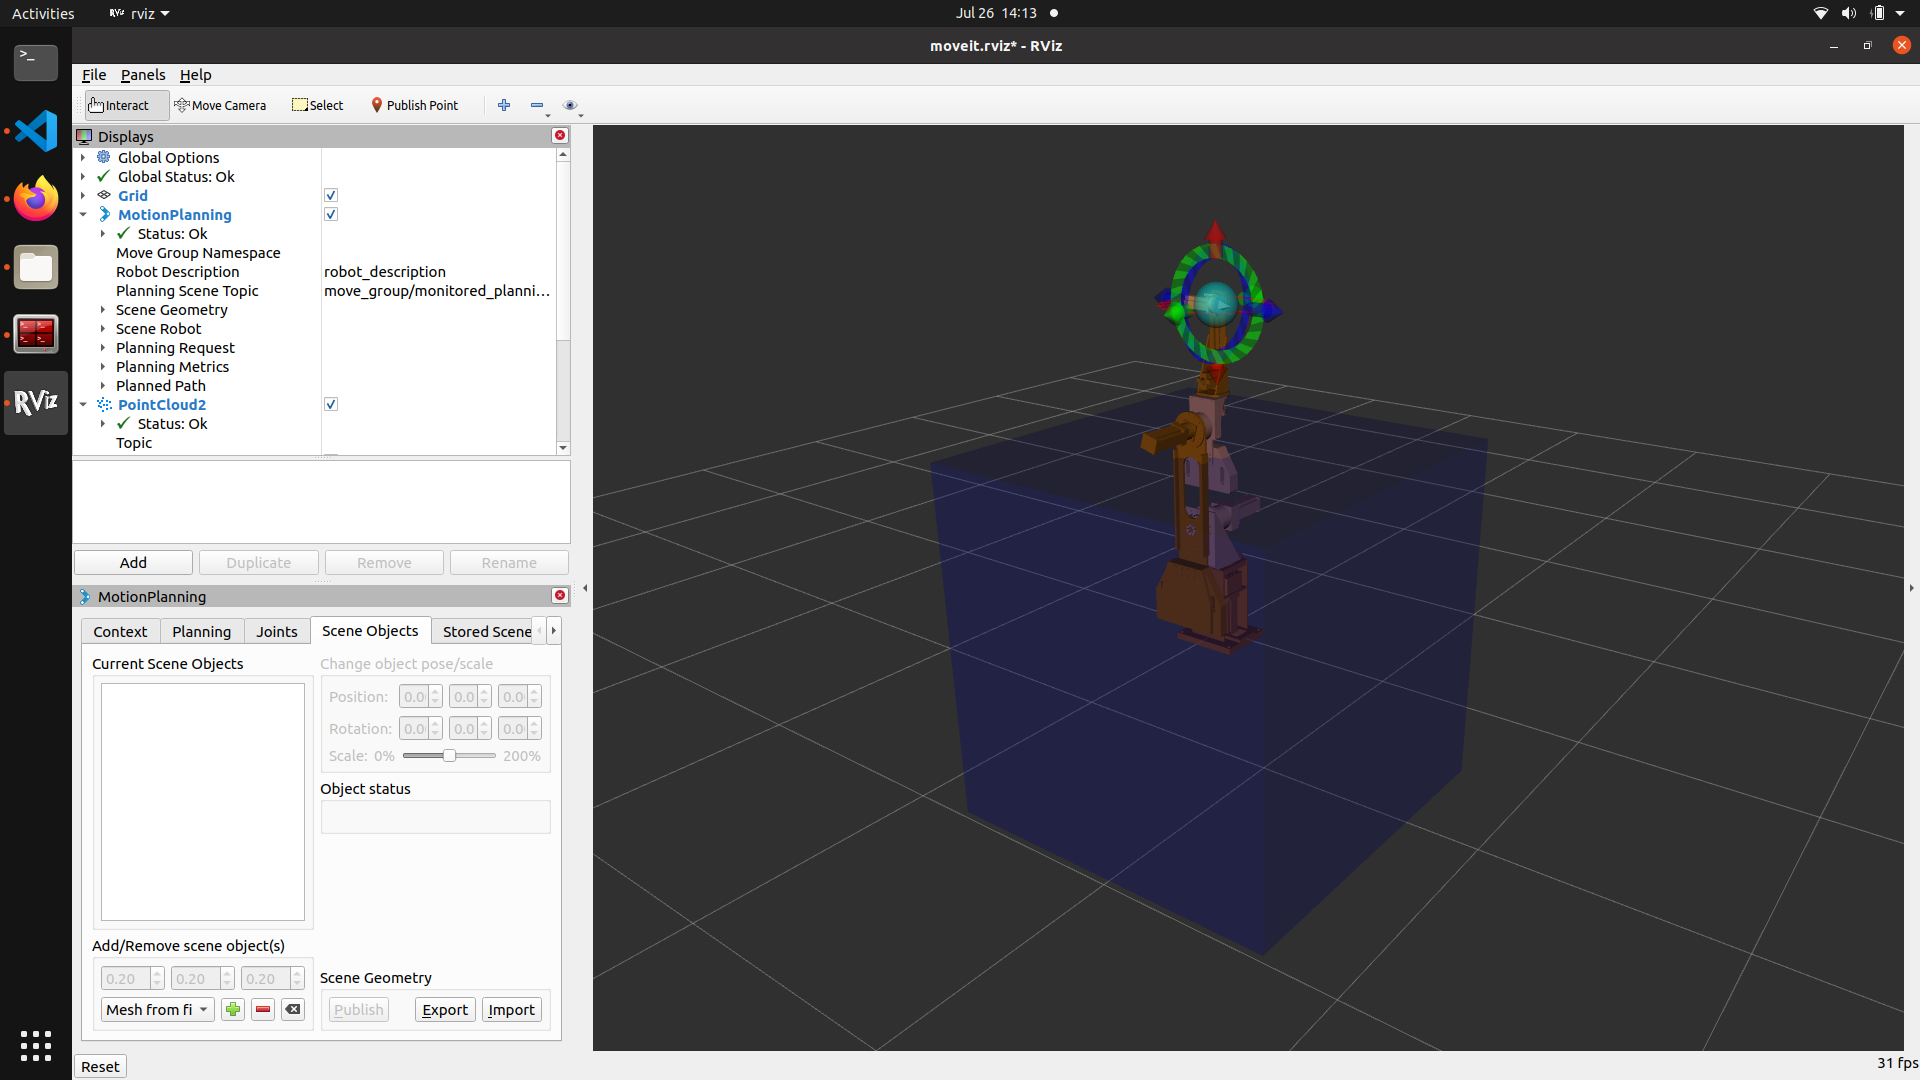 Activities
rviz
Jul 26 14:13
moveit.rviz* - RViz
File Panels Help
Interact
Move Camera
Select
Publish Point
Displays
Global Options
Global Status: Ok
Grid
MotionPlanning
Status: Ok
Move Group Namespace
Robot Description robot_description
Planning Scene Topic move_group/monitored_planni...
Scene Geometry
Scene Robot
Planning Request
Planning Metrics
Planned Path
PointCloud2
Status: Ok
Topic
Add Duplicate Remove Rename
MotionPlanning
Context Planning Joints Scene Objects Stored Scene
Current Scene Objects
Change object pose/scale
Position: 0.0 0.0 0.0
Rotation: 0.0 0.0 0.0
Scale: 0% 200%
Object status
Add/Remove scene object(s)
0.20 0.20 0.20
Mesh from fi
Scene Geometry
Publish Export Import
Reset
31 fps
RViz